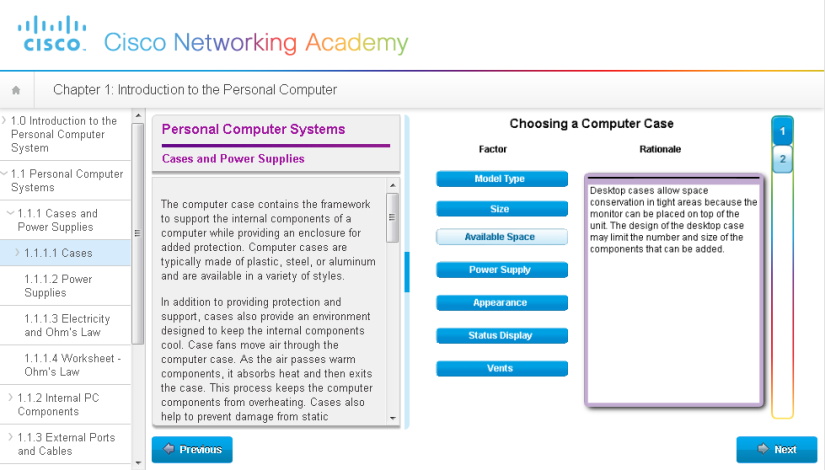 CISCO. Cisco Networking Academy
Chapter 1: Introduction to the Personal Computer
1.0 Introduction to the
Personal Computer
System
1.1 Personal Computer
Systems
1.1.1 Cases and
Power Supplies
1.1.1.1 Cases
1.1.1.2 Power
Supplies
1.1.1.3 Electricity
and Ohm's Law
1.1.1.4 Worksheet -
Ohm's Law
1.1.2 Internal PC
Components
1.1.3 External Ports
and Cables
Personal Computer Systems
Cases and Power Supplies
The computer case contains the framework
to support the internal components of a
computer while providing an enclosure for
added protection. Computer cases are
typically made of plastic, steel, or aluminum
and are available in a variety of styles.
In addition to providing protection and
support, cases also provide an environment
designed to keep the internal components
cool. Case fans move air through the
computer case. As the air passes warm
components, it absorbs heat and then exits
the case. This process keeps the computer
components from overheating. Cases also
help to prevent damage from static
Choosing a Computer Case
Factor
Rationale
Model Type
Size
Available Space
Power Supply
Appearance
Status Display
Vents
Desktop cases allow space
conservation in tight areas because the
monitor can be placed on top of the
unit. The design of the desktop case
may limit the number and size of the
components that can be added.
1
2
Previous
Next